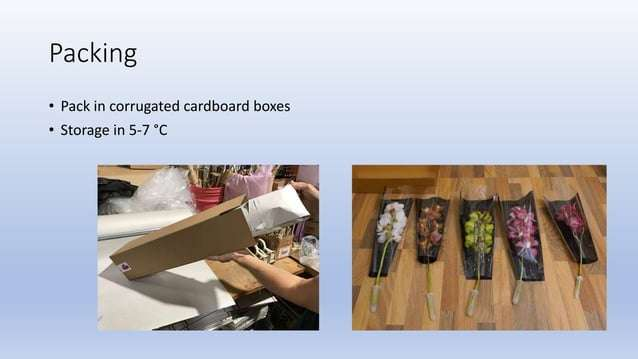 Packing
• Pack in corrugated cardboard boxes
• Storage in 5-7 °C